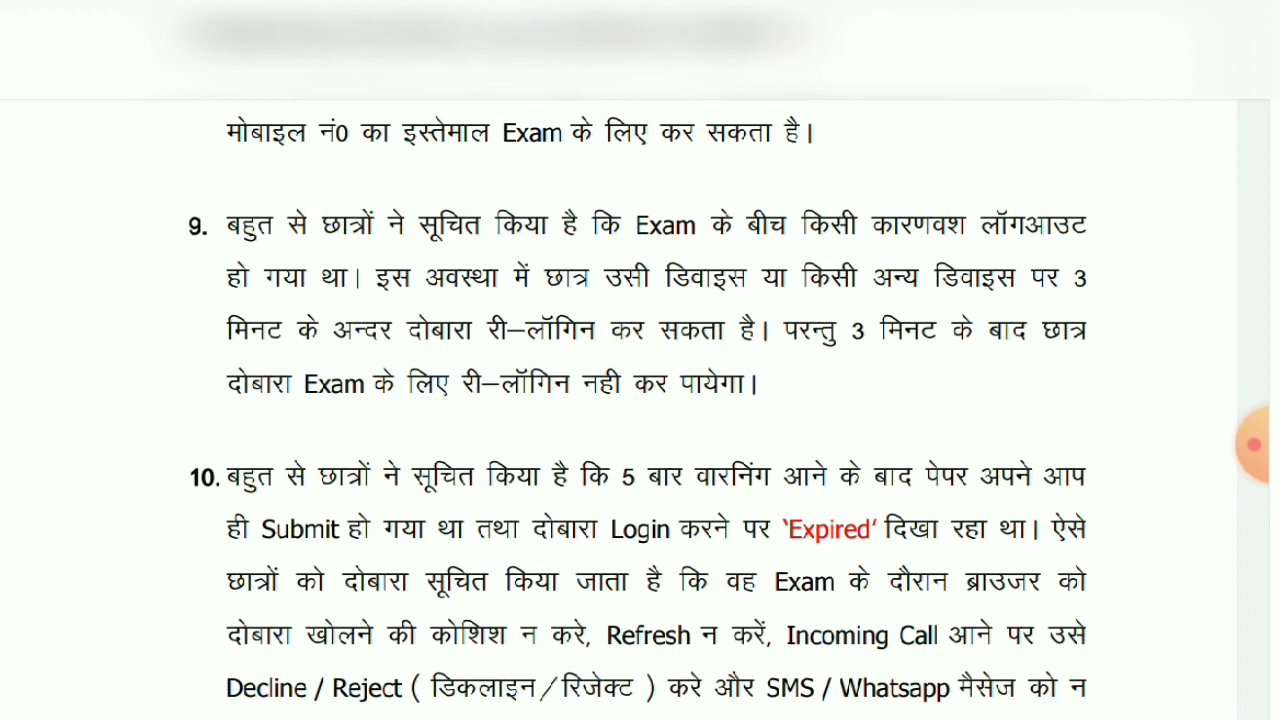 मोबाइल नं0 का इस्तेमाल Exam के लिए कर सकता है।
9. बहुत से छात्रों ने सूचित किया है कि Exam के बीच किसी कारणवश लॉगआउट
हो गया था। इस अवस्था में छात्र उसी डिवाइस या किसी अन्य डिवाइस पर 3
मिनट के अन्दर दोबारा री–लॉगिन कर सकता है। परन्तु 3 मिनट के बाद छात्र
दोबारा Exam के लिए री–लॉगिन नही कर पायेगा।
10. बहुत से छात्रों ने सूचित किया है कि 5 बार वारनिंग आने के बाद पेपर अपने आप
ही Submit हो गया था तथा दोबारा Login करने पर ‘Expired‘ दिखा रहा था। ऐसे
छात्रों को दोबारा सूचित किया जाता है कि वह Exam के दौरान ब्राउजर को
दोबारा खोलने की कोशिश न करे, Refresh न करें, Incoming Call आने पर उसे
Decline / Reject ( डिकलाइन/रिजेक्ट ) करे और SMS / Whatsapp मैसेज को न